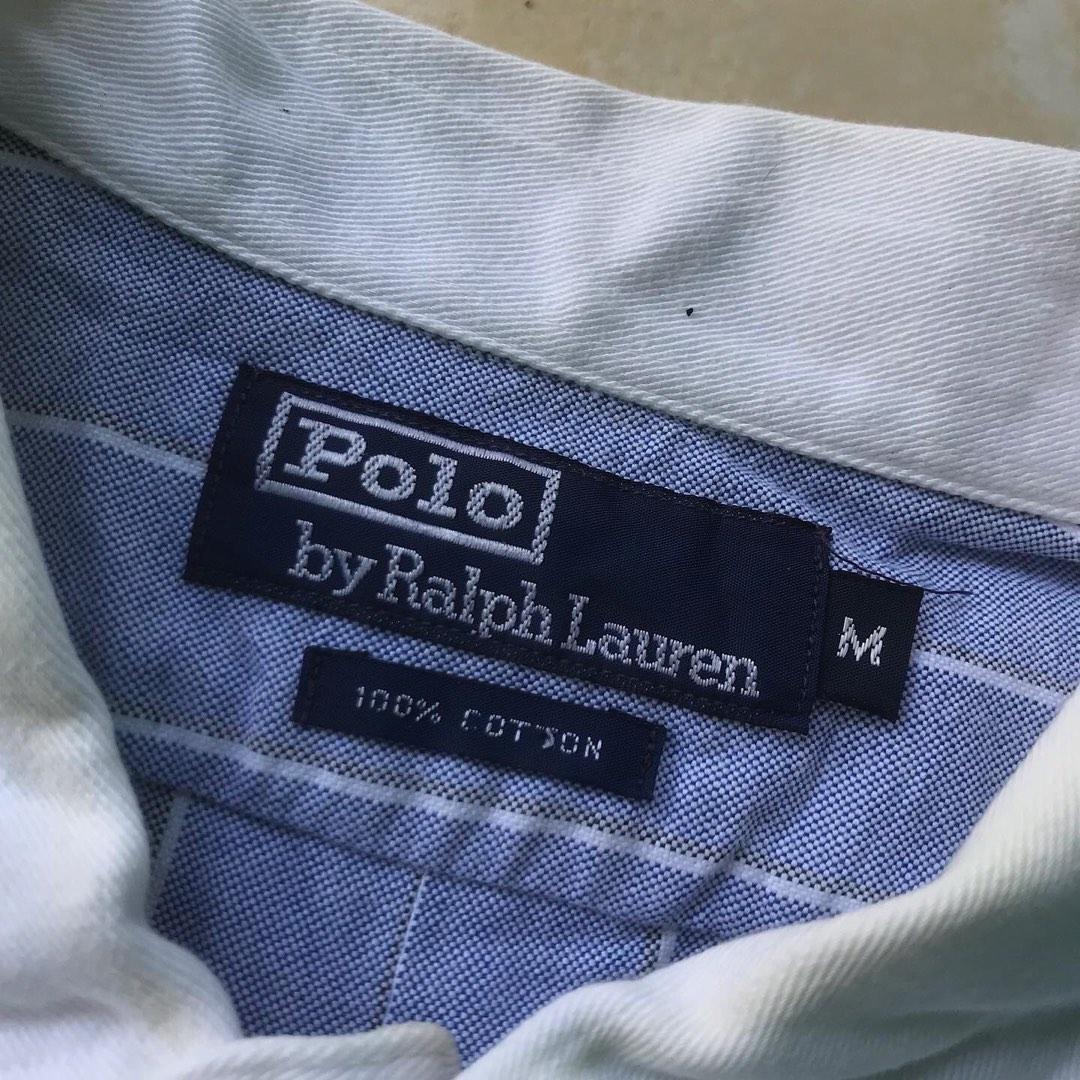 Polo
by Ralph Lauren
M
100% COTTON